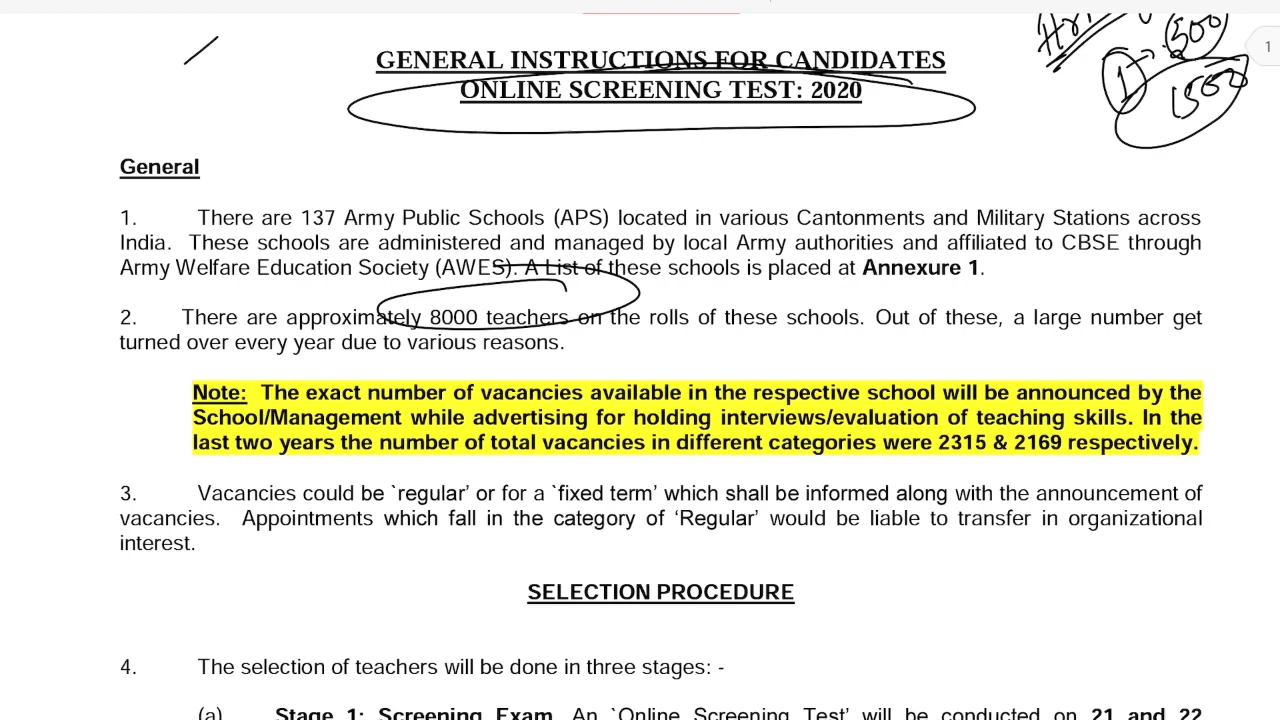 1
500
1500
GENERAL INSTRUCTIONS FOR CANDIDATES
ONLINE SCREENING TEST: 2020
General
1. There are 137 Army Public Schools (APS) located in various Cantonments and Military Stations across
India. These schools are administered and managed by local Army authorities and affiliated to CBSE through
Army Welfare Education Society (AWES). A List of these schools is placed at Annexure 1.
2. There are approximately 8000 teachers on the rolls of these schools. Out of these, a large number get
turned over every year due to various reasons.
Note: The exact number of vacancies available in the respective school will be announced by the
School/Management while advertising for holding interviews/evaluation of teaching skills. In the
last two years the number of total vacancies in different categories were 2315 & 2169 respectively.
3. Vacancies could be `regular’ or for a `fixed term’ which shall be informed along with the announcement of
vacancies. Appointments which fall in the category of ‘Regular’ would be liable to transfer in organizational
interest.
SELECTION PROCEDURE
4. The selection of teachers will be done in three stages: -
(a) Stage 1: Screening Exam. An `Online Screening Test’ will be conducted on 21 and 22